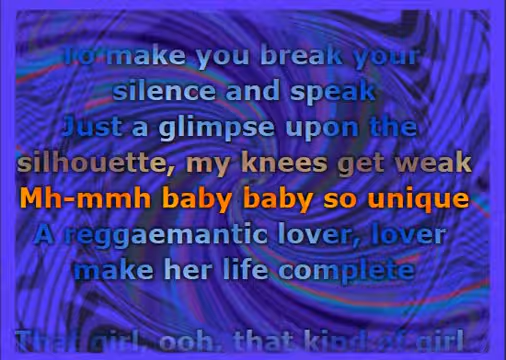 To make you break your
silence and speak
Just a glimpse upon the
silhouette, my knees get weak
Mh-mmh baby baby so unique
A reggaemantic lover, lover
make her life complete
That girl, ooh, that kind of girl